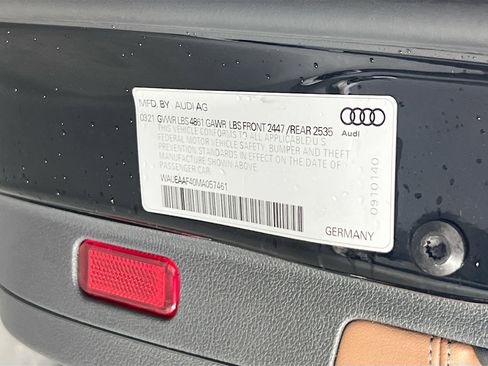 MFD. BY AUDI AG
0321 GVWR LBS 4861 GAWR LBS FRONT 2447 / REAR 2535
THIS VEHICLE CONFORMS TO ALL APPLICABLE U.S.
FEDERAL MOTOR VEHICLE SAFETY, BUMPER AND THEFT
PREVENTION STANDARDS IN EFFECT ON THE DATE OF
MANUFACTURE SHOWN ABOVE.
PASSENGER CAR
WAUEAAF40MA057461
Audi
0910140
GERMANY